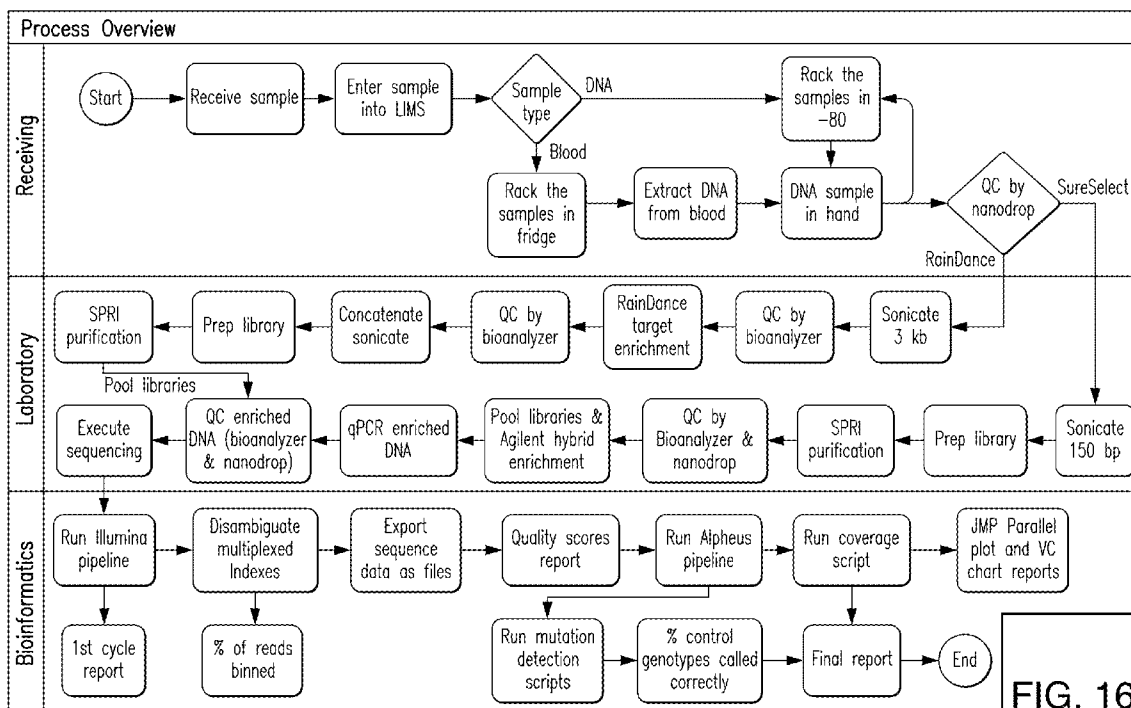 Process Overview
Receiving
Start
Receive sample
Enter sample
into LIMS
Sample
type
DNA
Rack the
samples in
-80
Blood
Rack the
samples in
fridge
Extract DNA
from blood
DNA sample
in hand
QC by
nanodrop
SureSelect
RainDance
Laboratory
SPRI
purification
Prep library
Concatenate
sonicate
QC by
bioanalyzer
RainDance
target
enrichment
QC by
bioanalyzer
Sonicate
3 kb
Pool libraries
Execute
sequencing
QC enriched
DNA (bioanalyzer
& nanodrop)
qPCR enriched
DNA
Pool libraries &
Agilent hybrid
enrichment
QC by
Bioanalyzer &
nanodrop
SPRI
purification
Prep library
Sonicate
150 bp
Bioinformatics
Run Illumina
pipeline
Disambiguate
multiplexed
Indexes
Export
sequence
data as files
Quality scores
report
Run Alpheus
pipeline
Run coverage
script
JMP Parallel
plot and VC
chart reports
1st cycle
report
% of reads
binned
Run mutation
detection
scripts
% control
genotypes called
correctly
Final report
End
FIG. 16